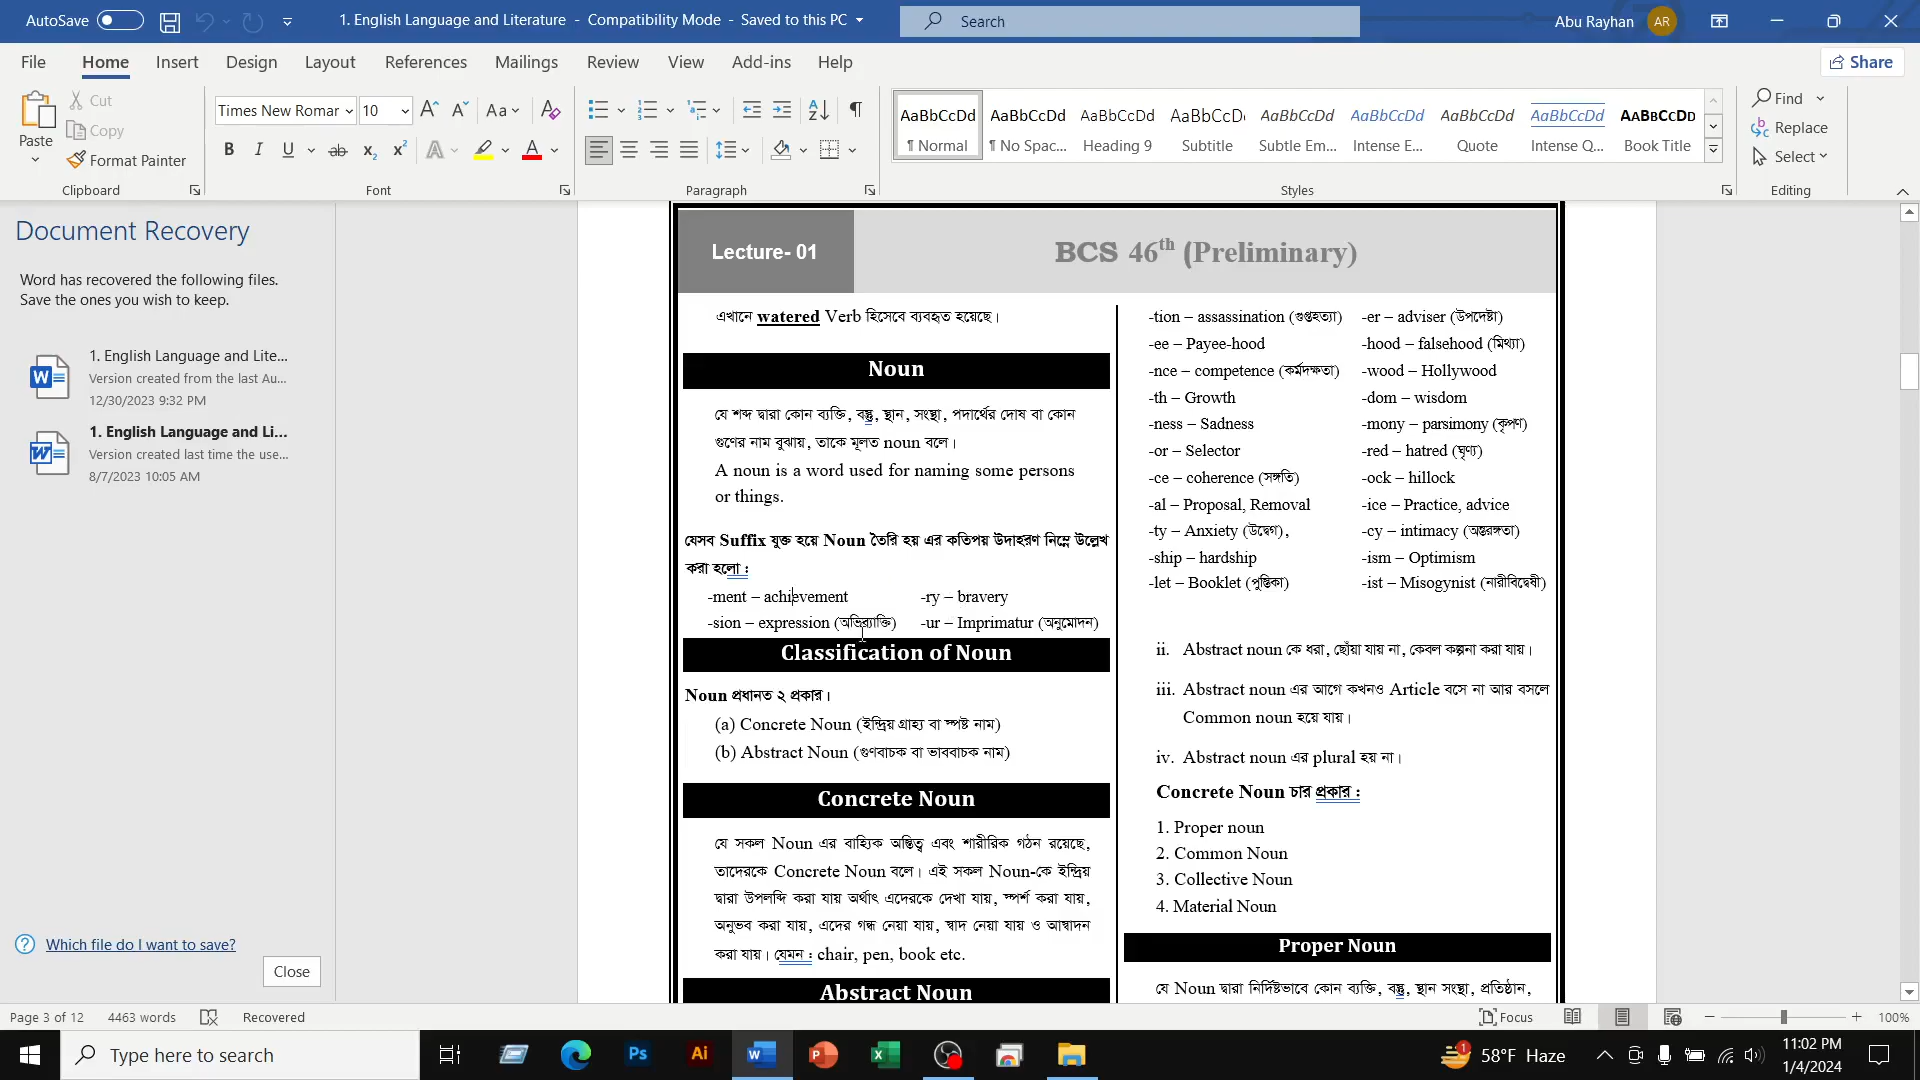 AutoSave
1. English Language and Literature - Compatibility Mode - Saved to this PC
Search
Abu Rayhan
AR
File Home Insert Design Layout References Mailings Review View Add-ins Help
Share
Paste
Cut
Copy
Format Painter
Clipboard
Times New Romar 10
Font
Paragraph
AaBbCcDd AaBbCcDd AaBbCcDd AaBbCcD AaBbCcDd AaBbCcDd AaBbCcDd AaBbCcDd AABBCCDD
¶ Normal ¶ No Spac... Heading 9 Subtitle Subtle Em... Intense E... Quote Intense Q... Book Title
Styles
Find
Replace
Select
Editing
Document Recovery
Word has recovered the following files.
Save the ones you wish to keep.
1. English Language and Lite...
Version created from the last Au...
12/30/2023 9:32 PM
1. English Language and Li...
Version created last time the use...
8/7/2023 10:05 AM
Which file do I want to save?
Close
Lecture- 01
BCS 46th (Preliminary)
এখানে watered Verb হিসেবে ব্যবহৃত হয়েছে।
Noun
যে শব্দ দ্বারা কোন ব্যক্তি, বস্তু, স্থান, সংস্থা, পদার্থের দোষ বা কোন
গুণের নাম বুঝায়, তাকে মূলত noun বলে।
A noun is a word used for naming some persons
or things.
যেসব Suffix যুক্ত হয়ে Noun তৈরি হয় এর কতিপয় উদাহরণ নিম্নে উল্লেখ
করা হলো :
-ment – achievement -ry – bravery
-sion – expression (অভিব্যাক্তি) -ur – Imprimatur (অনুমোদন)
Classification of Noun
Noun প্রধানত ২ প্রকার।
(a) Concrete Noun (ইন্দ্রিয় গ্রাহ্য বা স্পষ্ট নাম)
(b) Abstract Noun (গুণবাচক বা ভাববাচক নাম)
Concrete Noun
যে সকল Noun এর বাহ্যিক অস্তিত্ব এবং শারীরিক গঠন রয়েছে,
তাদেরকে Concrete Noun বলে। এই সকল Noun-কে ইন্দ্রিয়
দ্বারা উপলব্দি করা যায় অর্থাৎ এদেরকে দেখা যায়, স্পর্শ করা যায়,
অনুভব করা যায়, এদের গন্ধ নেয়া যায়, স্বাদ নেয়া যায় ও আস্বাদন
করা যায়। যেমন : chair, pen, book etc.
Abstract Noun
-tion – assassination (গুপ্তহত্যা) -er – adviser (উপদেষ্টা)
-ee – Payee-hood -hood – falsehood (মিথ্যা)
-nce – competence (কর্মদক্ষতা) -wood – Hollywood
-th – Growth -dom – wisdom
-ness – Sadness -mony – parsimony (কৃপণ)
-or – Selector -red – hatred (ঘৃণ্য)
-ce – coherence (সঙ্গতি) -ock – hillock
-al – Proposal, Removal -ice – Practice, advice
-ty – Anxiety (উদ্বেগ), -cy – intimacy (অন্তরঙ্গতা)
-ship – hardship -ism – Optimism
-let – Booklet (পুস্তিকা) -ist – Misogynist (নারীবিদ্বেষী)
ii. Abstract noun কে ধরা, ছোঁয়া যায় না, কেবল কল্পনা করা যায়।
iii. Abstract noun এর আগে কখনও Article বসে না আর বসলে
Common noun হয়ে যায়।
iv. Abstract noun এর plural হয় না।
Concrete Noun চার প্রকার :
1. Proper noun
2. Common Noun
3. Collective Noun
4. Material Noun
Proper Noun
যে Noun দ্বারা নির্দিষ্টভাবে কোন ব্যক্তি, বস্তু, স্থান সংস্থা, প্রতিষ্ঠান,
Page 3 of 12 4463 words Recovered
Focus
100%
Type here to search
Ps
Ai
58°F Haze
11:02 PM
1/4/2024